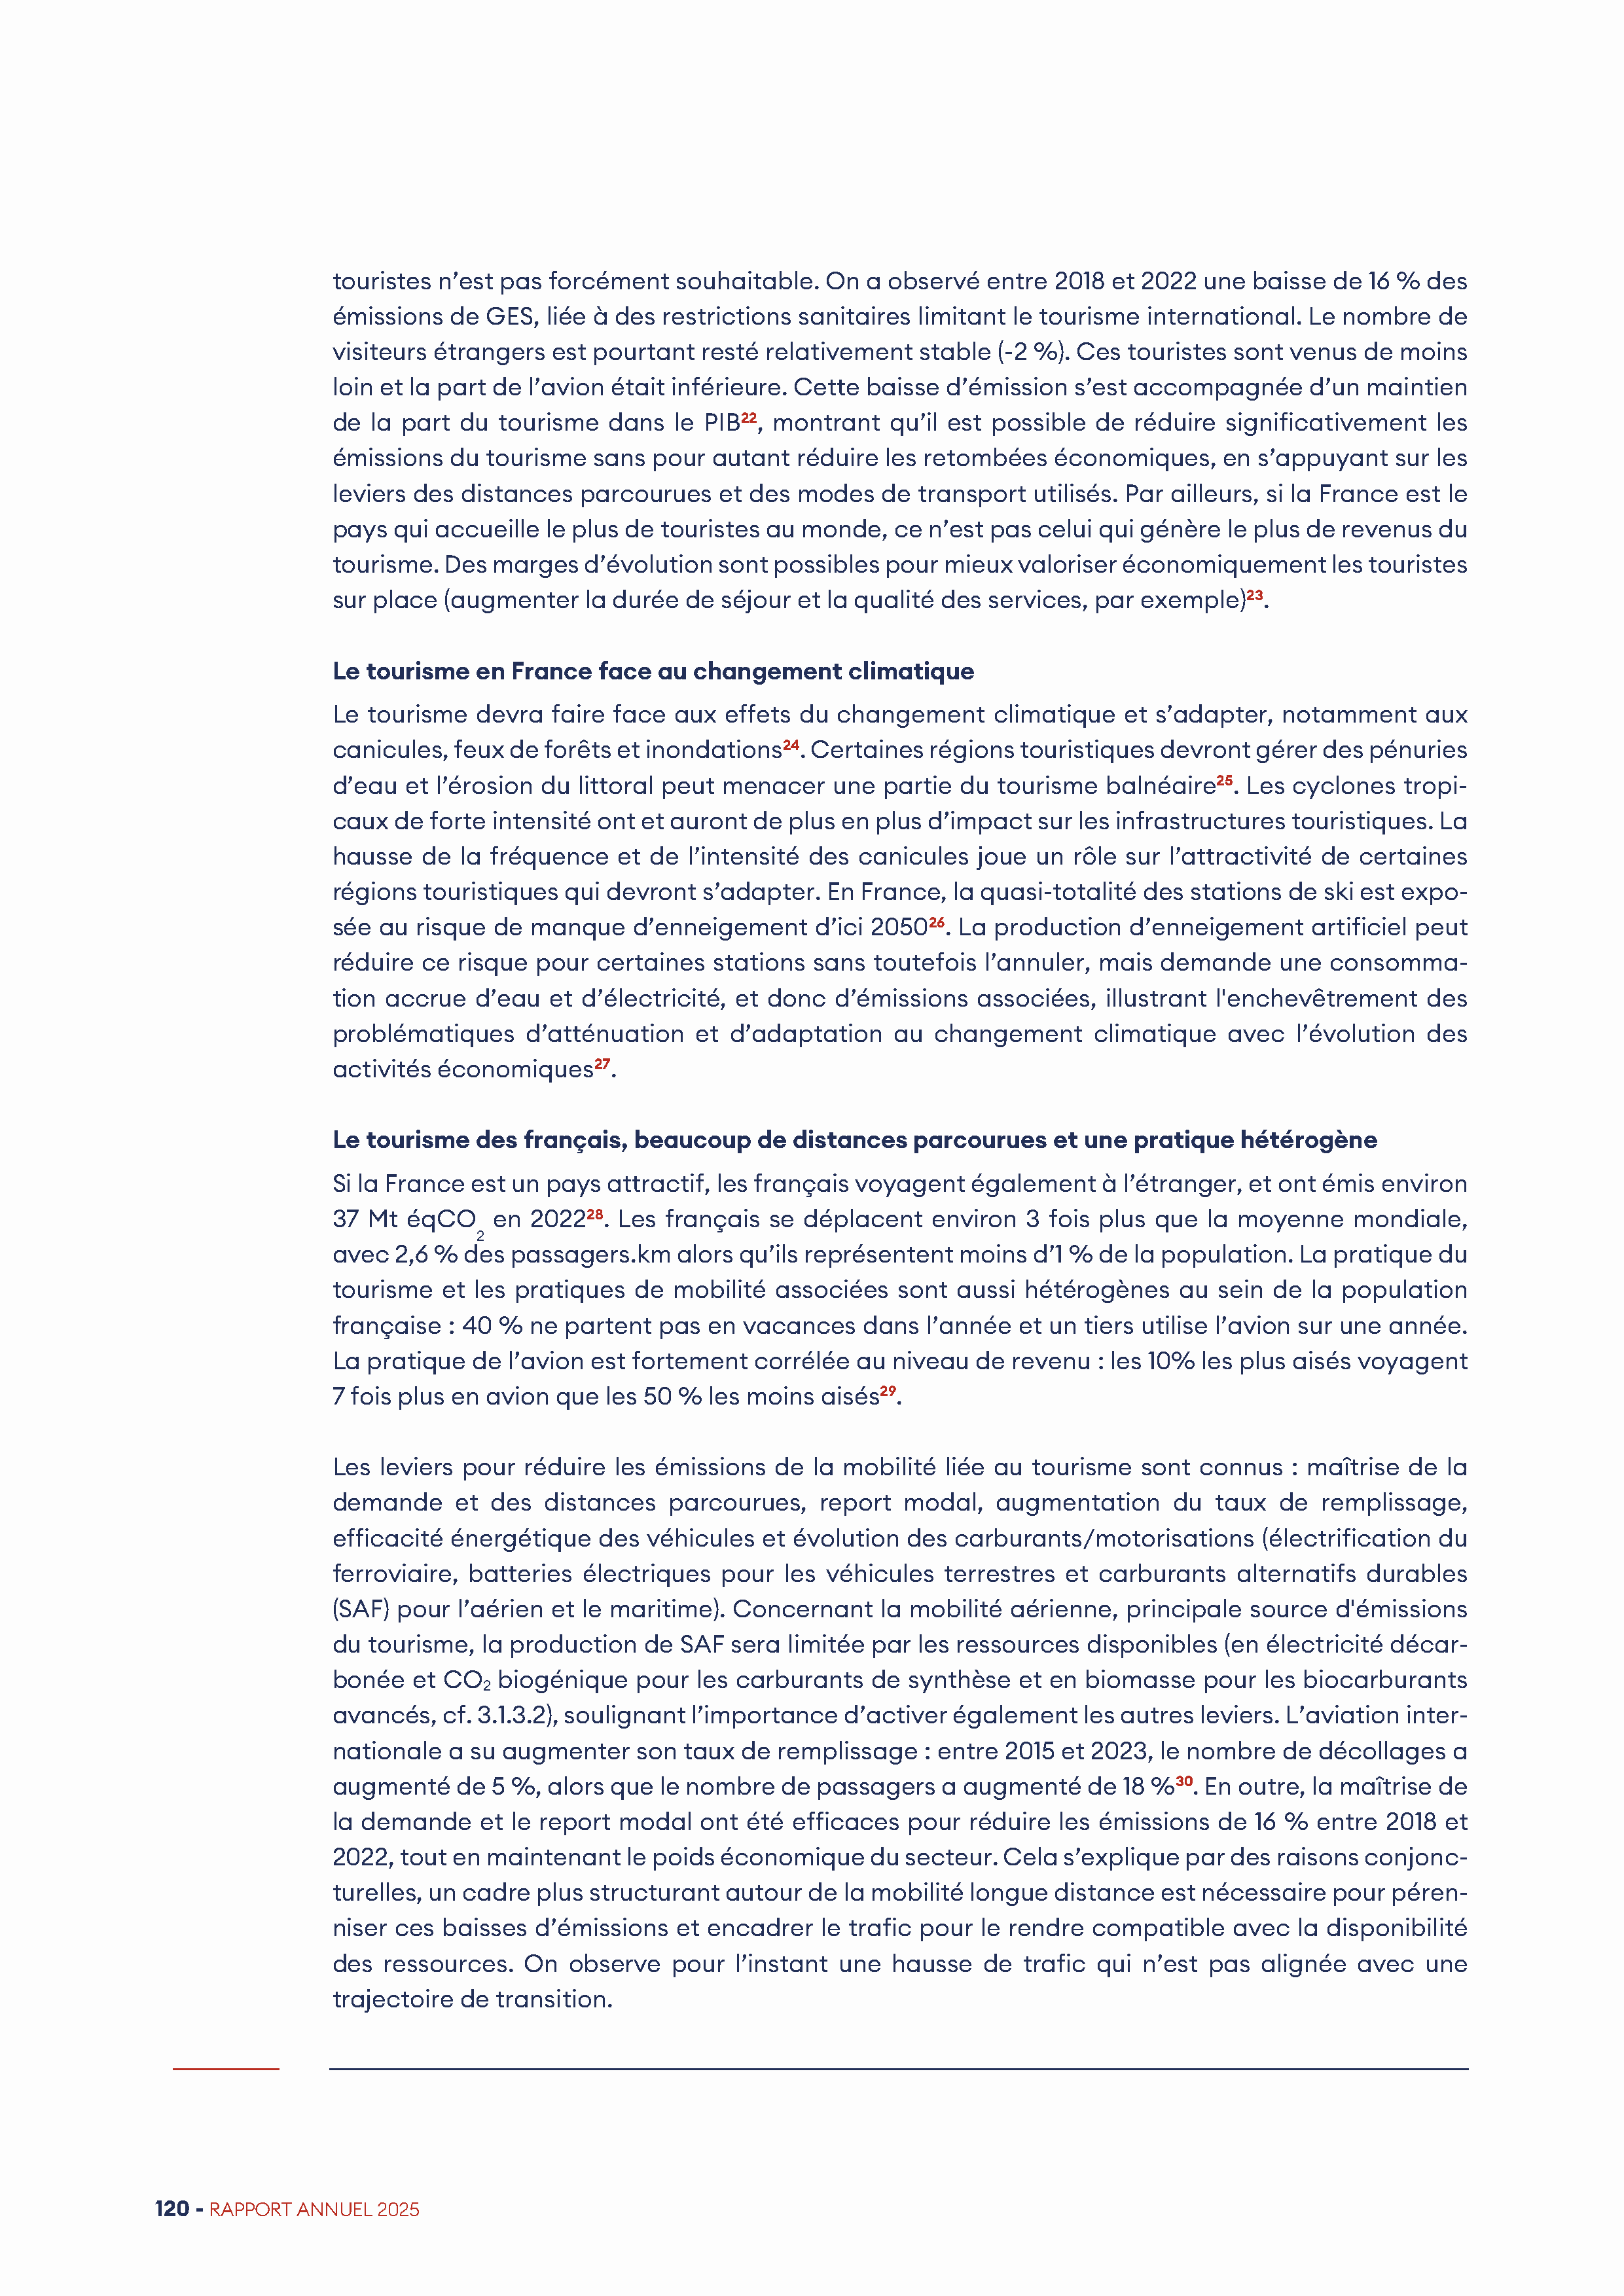 touristes n’est pas forcément souhaitable. On a observé entre 2018 et 2022 une baisse de 16 % des
émissions de GES, liée à des restrictions sanitaires limitant le tourisme international. Le nombre de
visiteurs étrangers est pourtant resté relativement stable (-2 %). Ces touristes sont venus de moins
loin et la part de l’avion était inférieure. Cette baisse d’émission s’est accompagnée d’un maintien
de la part du tourisme dans le PIB²², montrant qu’il est possible de réduire significativement les
émissions du tourisme sans pour autant réduire les retombées économiques, en s’appuyant sur les
leviers des distances parcourues et des modes de transport utilisés. Par ailleurs, si la France est le
pays qui accueille le plus de touristes au monde, ce n’est pas celui qui génère le plus de revenus du
tourisme. Des marges d’évolution sont possibles pour mieux valoriser économiquement les touristes
sur place (augmenter la durée de séjour et la qualité des services, par exemple)²³.
Le tourisme en France face au changement climatique
Le tourisme devra faire face aux effets du changement climatique et s’adapter, notamment aux
canicules, feux de forêts et inondations²⁴. Certaines régions touristiques devront gérer des pénuries
d’eau et l’érosion du littoral peut menacer une partie du tourisme balnéaire²⁵. Les cyclones tropi-
caux de forte intensité ont et auront de plus en plus d’impact sur les infrastructures touristiques. La
hausse de la fréquence et de l’intensité des canicules joue un rôle sur l’attractivité de certaines
régions touristiques qui devront s’adapter. En France, la quasi-totalité des stations de ski est expo-
sée au risque de manque d’enneigement d’ici 2050²⁶. La production d’enneigement artificiel peut
réduire ce risque pour certaines stations sans toutefois l’annuler, mais demande une consomma-
tion accrue d’eau et d’électricité, et donc d’émissions associées, illustrant l'enchevêtrement des
problématiques d’atténuation et d’adaptation au changement climatique avec l’évolution des
activités économiques²⁷.
Le tourisme des français, beaucoup de distances parcourues et une pratique hétérogène
Si la France est un pays attractif, les français voyagent également à l’étranger, et ont émis environ
37 Mt éqCO₂ en 2022²⁸. Les français se déplacent environ 3 fois plus que la moyenne mondiale,
avec 2,6 % des passagers.km alors qu’ils représentent moins d’1 % de la population. La pratique du
tourisme et les pratiques de mobilité associées sont aussi hétérogènes au sein de la population
française : 40 % ne partent pas en vacances dans l’année et un tiers utilise l’avion sur une année.
La pratique de l’avion est fortement corrélée au niveau de revenu : les 10% les plus aisés voyagent
7 fois plus en avion que les 50 % les moins aisés²⁹.
Les leviers pour réduire les émissions de la mobilité liée au tourisme sont connus : maîtrise de la
demande et des distances parcourues, report modal, augmentation du taux de remplissage,
efficacité énergétique des véhicules et évolution des carburants/motorisations (électrification du
ferroviaire, batteries électriques pour les véhicules terrestres et carburants alternatifs durables
(SAF) pour l’aérien et le maritime). Concernant la mobilité aérienne, principale source d'émissions
du tourisme, la production de SAF sera limitée par les ressources disponibles (en électricité décar-
bonée et CO₂ biogénique pour les carburants de synthèse et en biomasse pour les biocarburants
avancés, cf. 3.1.3.2), soulignant l’importance d’activer également les autres leviers. L’aviation inter-
nationale a su augmenter son taux de remplissage : entre 2015 et 2023, le nombre de décollages a
augmenté de 5 %, alors que le nombre de passagers a augmenté de 18 %³⁰. En outre, la maîtrise de
la demande et le report modal ont été efficaces pour réduire les émissions de 16 % entre 2018 et
2022, tout en maintenant le poids économique du secteur. Cela s’explique par des raisons conjonc-
turelles, un cadre plus structurant autour de la mobilité longue distance est nécessaire pour péren-
niser ces baisses d’émissions et encadrer le trafic pour le rendre compatible avec la disponibilité
des ressources. On observe pour l’instant une hausse de trafic qui n’est pas alignée avec une
trajectoire de transition.
120 - RAPPORT ANNUEL 2025